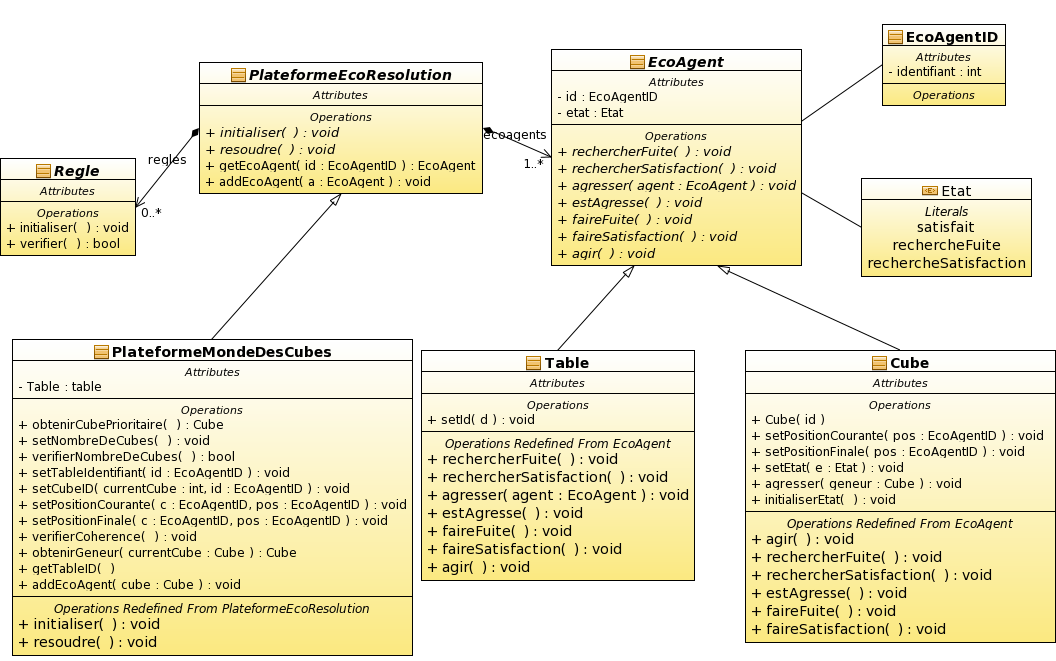 EcoAgentID
Attributes
- identifiant : int
Operations
PlateformeEcoResolution
Attributes
Operations
+ initialiser(  ) : void
+ resoudre(  ) : void
+ getEcoAgent( id : EcoAgentID ) : EcoAgent
+ addEcoAgent( a : EcoAgent ) : void
EcoAgent
Attributes
- id : EcoAgentID
- etat : Etat
Operations
+ rechercherFuite(  ) : void
+ rechercherSatisfaction(  ) : void
+ agresser( agent : EcoAgent ) : void
+ estAgresse(  ) : void
+ faireFuite(  ) : void
+ faireSatisfaction(  ) : void
+ agir(  ) : void
ecoagents
1..*
regles
0..*
Regle
Attributes
Operations
+ initialiser(  ) : void
+ verifier(  ) : bool
<E> Etat
Literals
satisfait
rechercheFuite
rechercheSatisfaction
PlateformeMondeDesCubes
Attributes
- Table : table
Operations
+ obtenirCubePrioritaire(  ) : Cube
+ setNombreDeCubes(  ) : void
+ verifierNombreDeCubes(  ) : bool
+ setTableIdentifiant( id : EcoAgentID ) : void
+ setCubeID( currentCube : int, id : EcoAgentID ) : void
+ setPositionCourante( c : EcoAgentID, pos : EcoAgentID ) : void
+ setPositionFinale( c : EcoAgentID, pos : EcoAgentID ) : void
+ verifierCoherence(  ) : void
+ obtenirGeneur( currentCube : Cube ) : Cube
+ getTableID(  )
+ addEcoAgent( cube : Cube ) : void
Operations Redefined From PlateformeEcoResolution
+ initialiser(  ) : void
+ resoudre(  ) : void
Table
Attributes
Operations
+ setId( d ) : void
Operations Redefined From EcoAgent
+ rechercherFuite(  ) : void
+ rechercherSatisfaction(  ) : void
+ agresser( agent : EcoAgent ) : void
+ estAgresse(  ) : void
+ faireFuite(  ) : void
+ faireSatisfaction(  ) : void
+ agir(  ) : void
Cube
Attributes
Operations
+ Cube( id )
+ setPositionCourante( pos : EcoAgentID ) : void
+ setPositionFinale( pos : EcoAgentID ) : void
+ setEtat( e : Etat ) : void
+ agresser( geneur : Cube ) : void
+ initialiserEtat(  ) : void
Operations Redefined From EcoAgent
+ agir(  ) : void
+ rechercherFuite(  ) : void
+ rechercherSatisfaction(  ) : void
+ estAgresse(  ) : void
+ faireFuite(  ) : void
+ faireSatisfaction(  ) : void